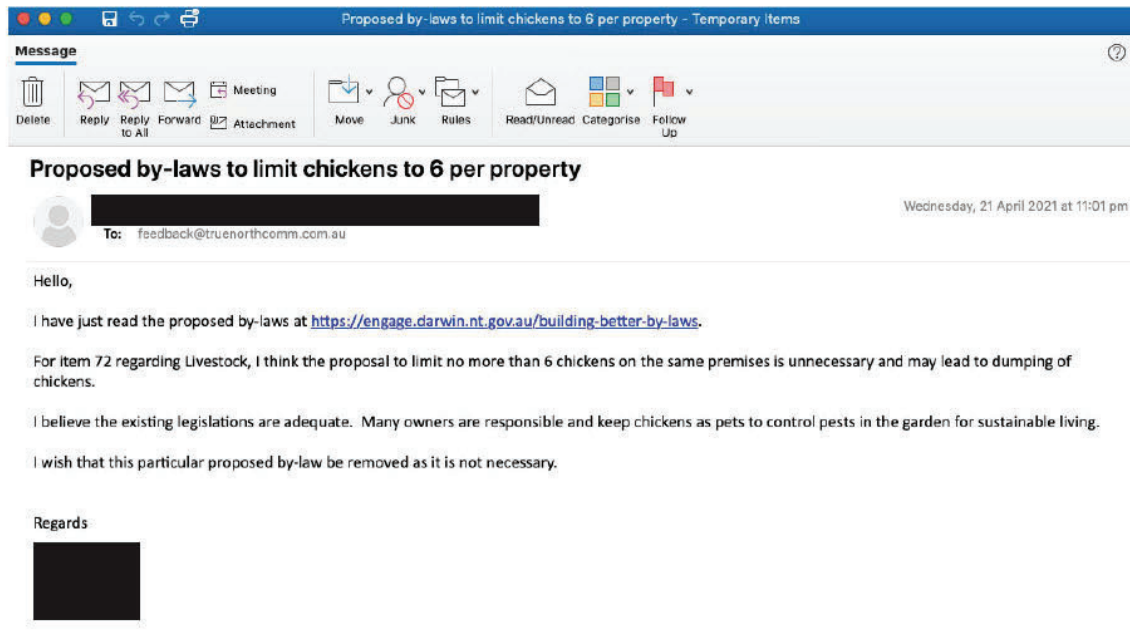 Proposed by-laws to limit chickens to 6 per property - Temporary Items
Message
Delete
Reply
Reply to All
Forward
Meeting
Attachment
Move
Junk
Rules
Read/Unread
Categorise
Follow Up
Proposed by-laws to limit chickens to 6 per property
Wednesday, 21 April 2021 at 11:01 pm
To: feedback@truenorthcomm.com.au
Hello,
I have just read the proposed by-laws at https://engage.darwin.nt.gov.au/building-better-by-laws.
For item 72 regarding Livestock, I think the proposal to limit no more than 6 chickens on the same premises is unnecessary and may lead to dumping of
chickens.
I believe the existing legislations are adequate. Many owners are responsible and keep chickens as pets to control pests in the garden for sustainable living.
I wish that this particular proposed by-law be removed as it is not necessary.
Regards